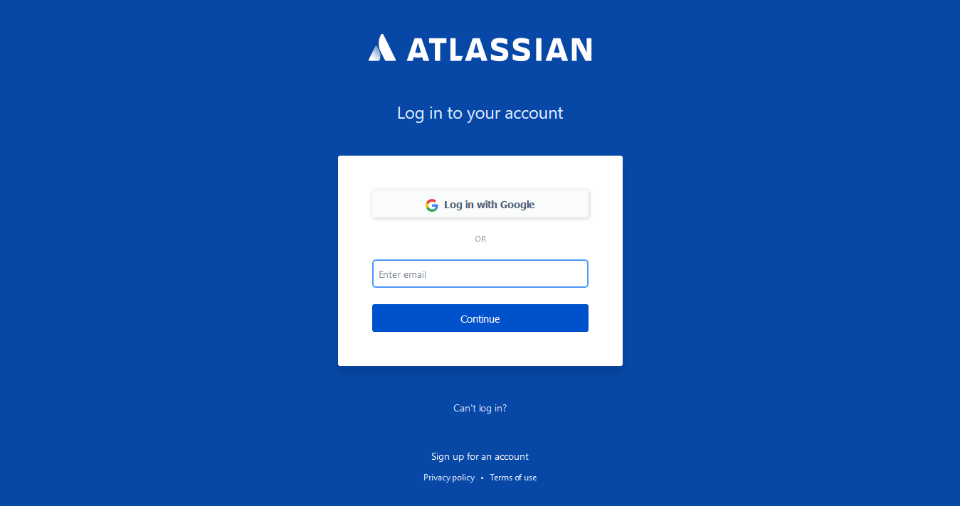 ATLASSIAN
Log in to your account
Log in with Google
OR
Enter email
Continue
Can't log in?
Sign up for an account
Privacy policy • Terms of use